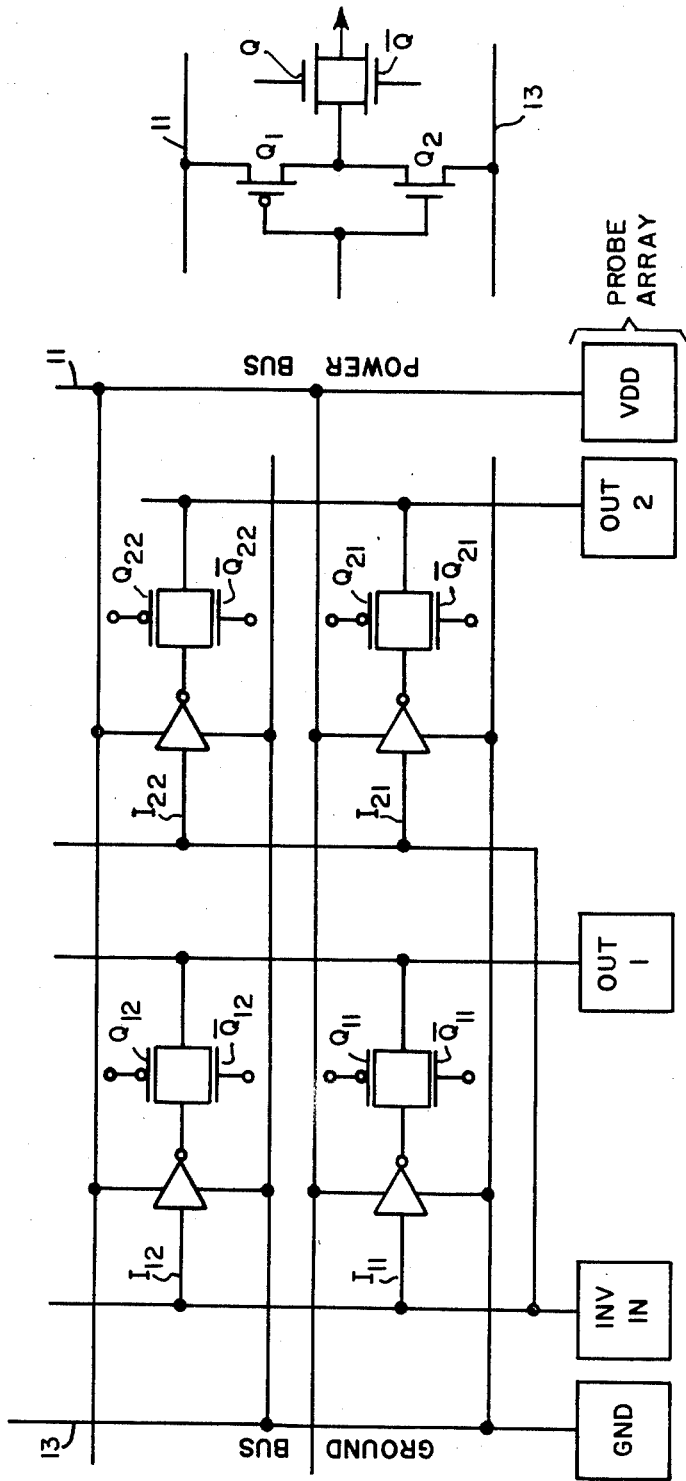 11
Q
Q̅
Q1
Q2
13
11
POWER BUS
Q22
Q̅22
I22
Q21
Q̅21
I21
Q12
Q̅12
I12
Q11
Q̅11
I11
13
GROUND BUS
GND
INV
IN
OUT
1
OUT
2
VDD
PROBE
ARRAY